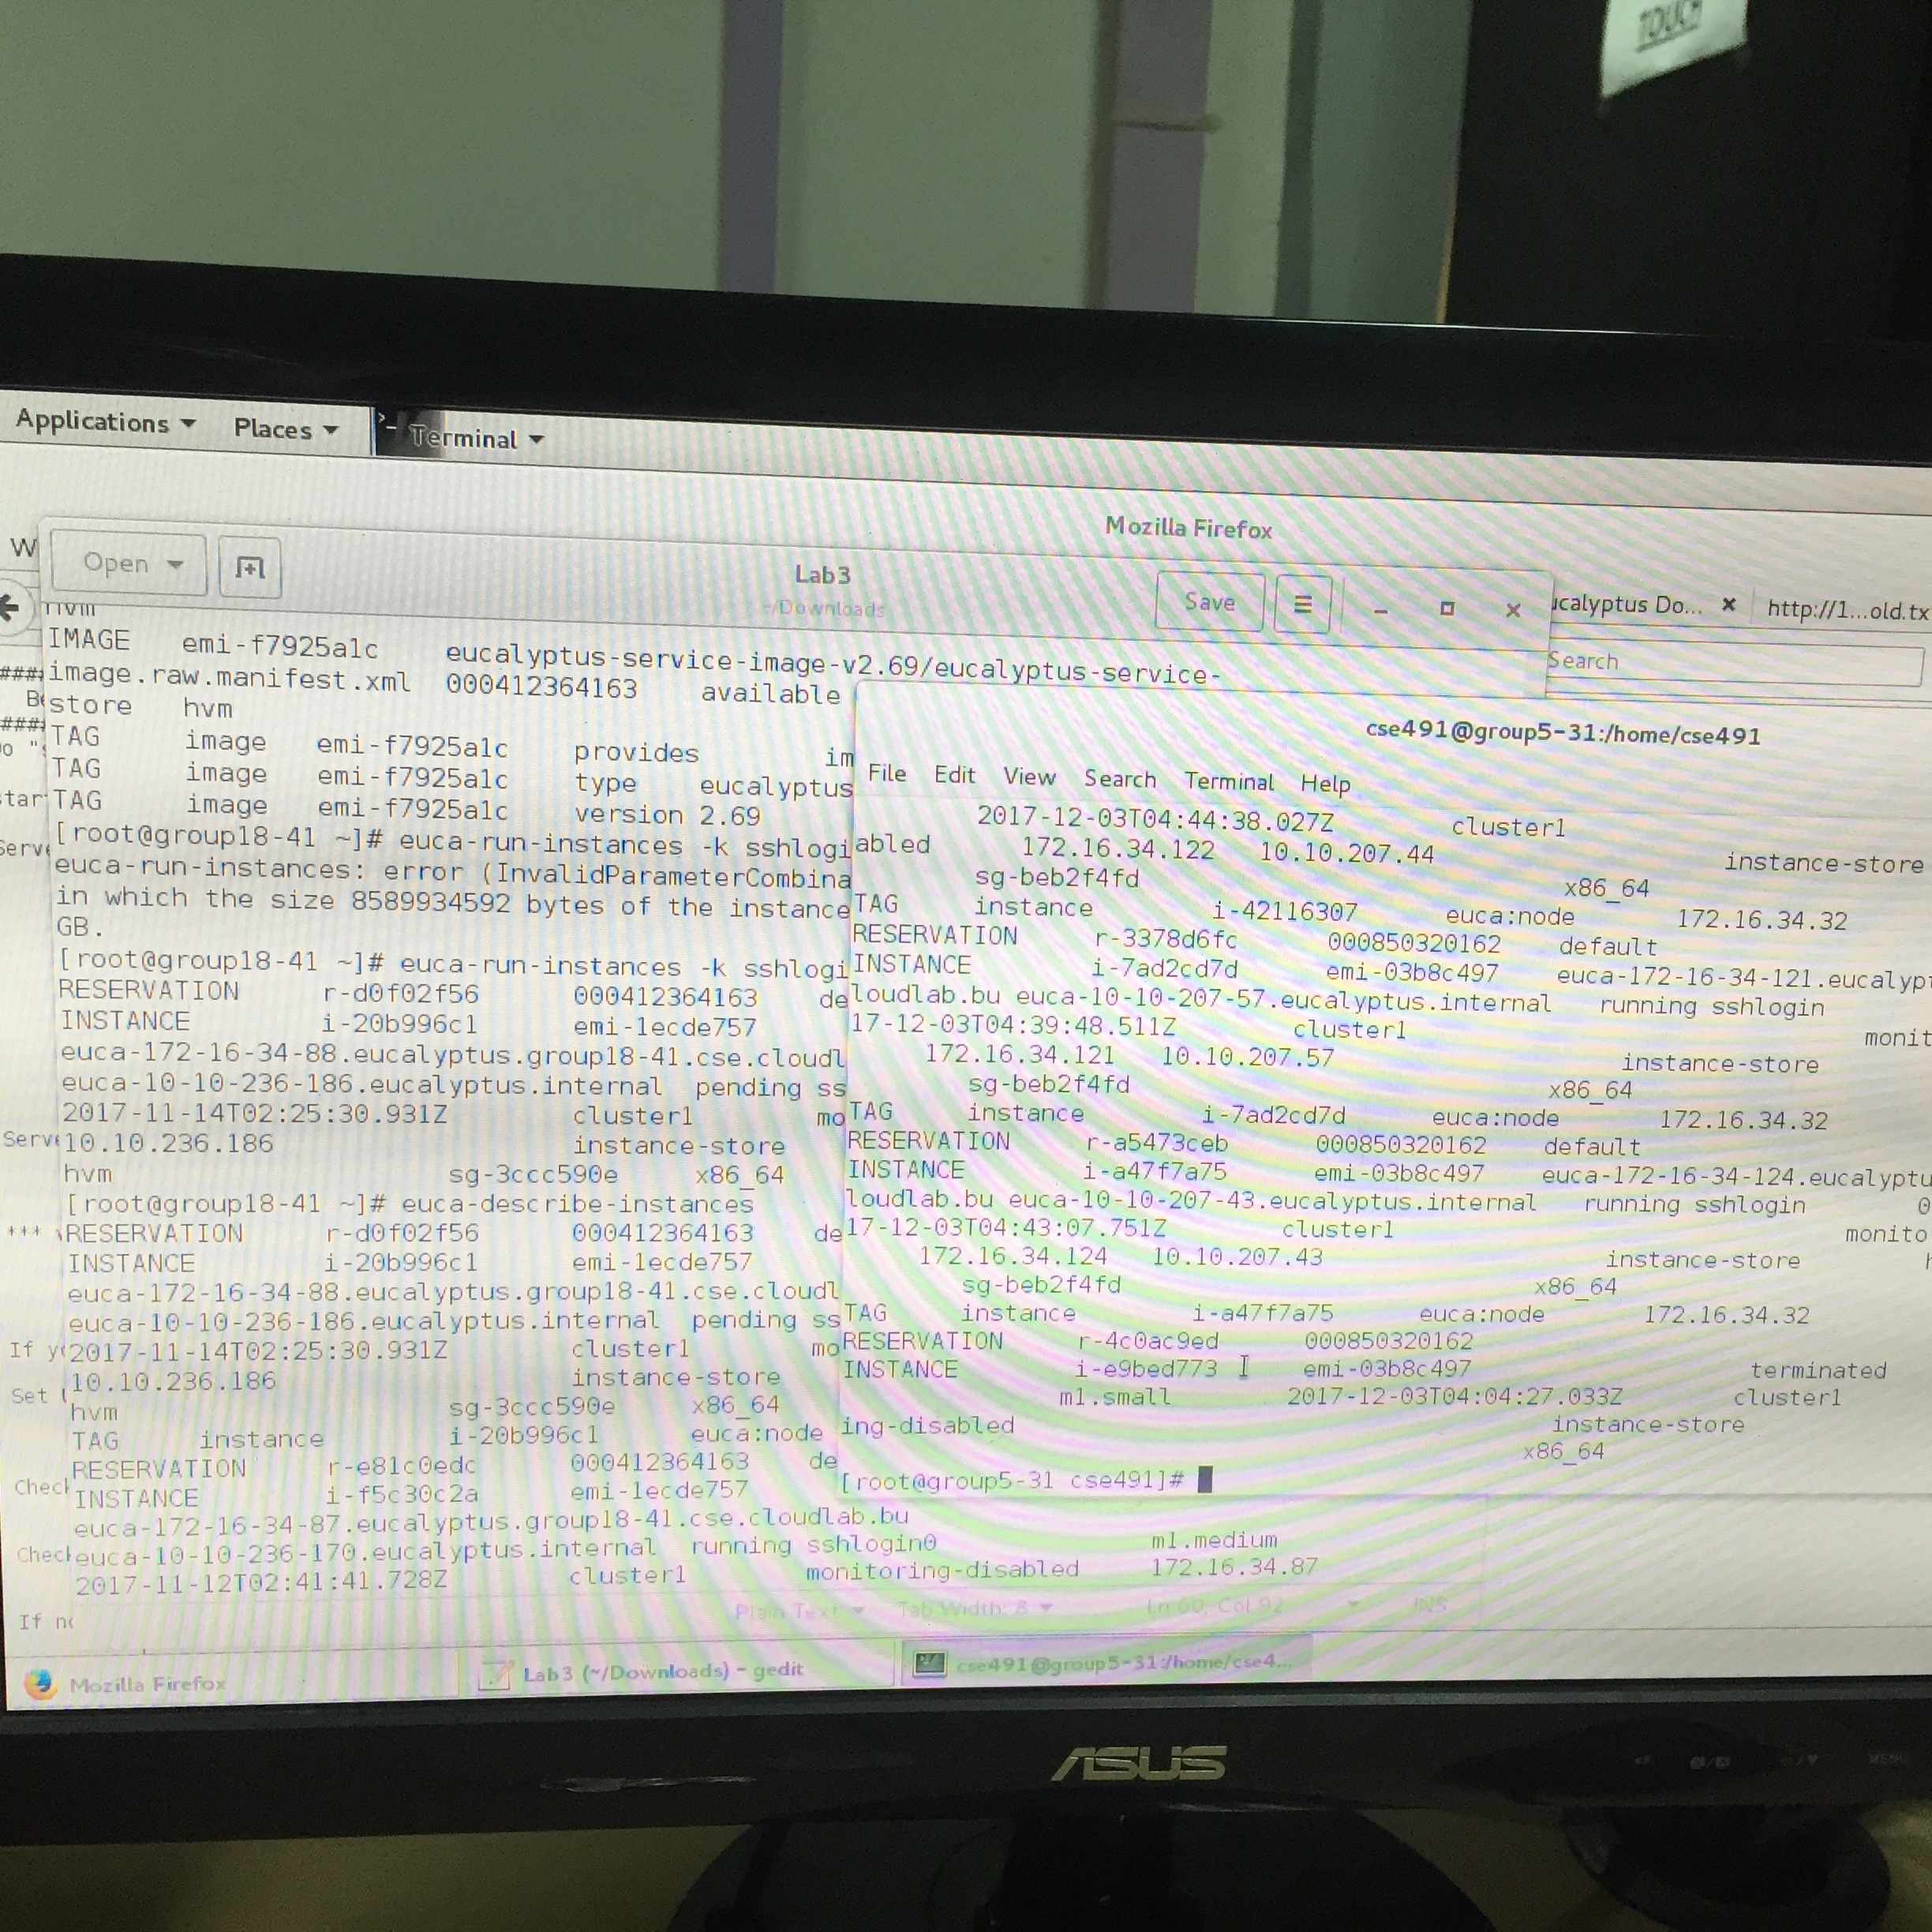 TOUCH
Applications Places Terminal
Mozilla Firefox
W
Open Lab3 Save
~/Downloads
ucalyptus Do... × http://1...old.tx
Search
hvm
IMAGE emi-f7925a1c eucalyptus-service-image-v2.69/eucalyptus-service-
image.raw.manifest.xml 000412364163 available
store hvm
TAG image emi-f7925a1c provides im
TAG image emi-f7925a1c type eucalyptus
TAG image emi-f7925a1c version 2.69
[root@group18-41 ~]# euca-run-instances -k sshlogi
euca-run-instances: error (InvalidParameterCombina
in which the size 8589934592 bytes of the instance
GB.
[root@group18-41 ~]# euca-run-instances -k sshlogi
RESERVATION r-d0f02f56 000412364163 de
INSTANCE i-20b996c1 emi-1ecde757
euca-172-16-34-88.eucalyptus.group18-41.cse.cloudl
euca-10-10-236-186.eucalyptus.internal pending ss
2017-11-14T02:25:30.931Z cluster1 mo
10.10.236.186 instance-store
hvm sg-3ccc590e x86_64
[root@group18-41 ~]# euca-describe-instances
RESERVATION r-d0f02f56 000412364163 de
INSTANCE i-20b996c1 emi-1ecde757
euca-172-16-34-88.eucalyptus.group18-41.cse.cloudl
euca-10-10-236-186.eucalyptus.internal pending ss
2017-11-14T02:25:30.931Z cluster1 mo
10.10.236.186 instance-store
hvm sg-3ccc590e x86_64
TAG instance i-20b996c1 euca:node
RESERVATION r-e81c0edc 000412364163 de
INSTANCE i-f5c30c2a emi-1ecde757
euca-172-16-34-87.eucalyptus.group18-41.cse.cloudlab.bu
euca-10-10-236-170.eucalyptus.internal running sshlogin0 m1.medium
2017-11-12T02:41:41.728Z cluster1 monitoring-disabled 172.16.34.87
Plain Text Tab Width: 8 Ln 60, Col 92 INS
####
####
Serve
Serve
***
If y
Set
Check
Check
If no
cse491@group5-31:/home/cse491
File Edit View Search Terminal Help
2017-12-03T04:44:38.027Z cluster1
abled 172.16.34.122 10.10.207.44 instance-store
sg-beb2f4fd x86_64
TAG instance i-42116307 euca:node 172.16.34.32
RESERVATION r-3378d6fc 000850320162 default
INSTANCE i-7ad2cd7d emi-03b8c497 euca-172-16-34-121.eucalypt
loudlab.bu euca-10-10-207-57.eucalyptus.internal running sshlogin
17-12-03T04:39:48.511Z cluster1 monit
172.16.34.121 10.10.207.57 instance-store
sg-beb2f4fd x86_64
TAG instance i-7ad2cd7d euca:node 172.16.34.32
RESERVATION r-a5473ceb 000850320162 default
INSTANCE i-a47f7a75 emi-03b8c497 euca-172-16-34-124.eucalyptu
loudlab.bu euca-10-10-207-43.eucalyptus.internal running sshlogin 0
17-12-03T04:43:07.751Z cluster1 monito
172.16.34.124 10.10.207.43 instance-store h
sg-beb2f4fd x86_64
TAG instance i-a47f7a75 euca:node 172.16.34.32
RESERVATION r-4c0ac9ed 000850320162
INSTANCE i-e9bed773 emi-03b8c497 terminated
m1.small 2017-12-03T04:04:27.033Z cluster1
ing-disabled instance-store
x86_64
[root@group5-31 cse491]#
Mozilla Firefox Lab3 (~/Downloads) - gedit cse491@group5-31:/home/cse4...
ASUS
MENU